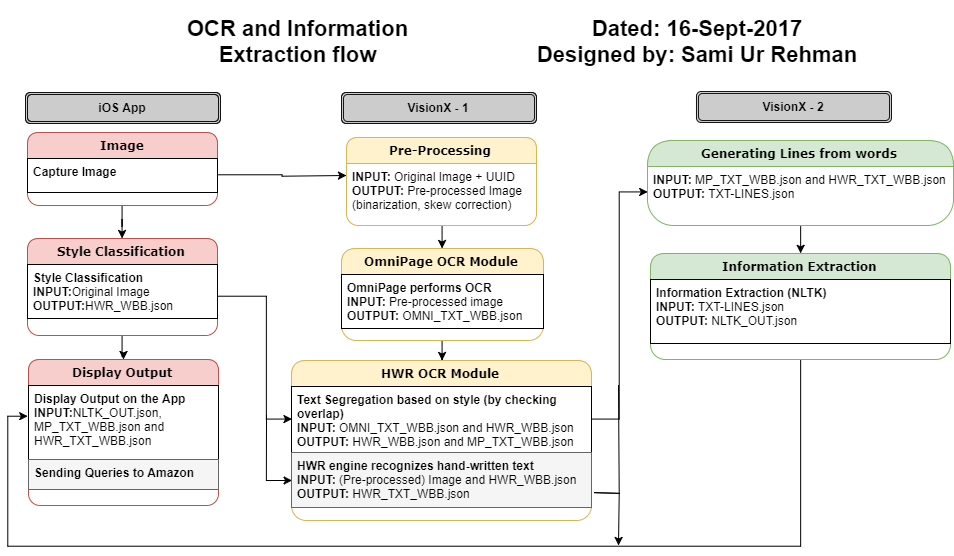 OCR and Information
Extraction flow
Dated: 16-Sept-2017
Designed by: Sami Ur Rehman
iOS App
Image
Capture Image
Style Classification
Style Classification
INPUT:Original Image
OUTPUT:HWR_WBB.json
Display Output
Display Output on the App
INPUT:NLTK_OUT.json,
MP_TXT_WBB.json and
HWR_TXT_WBB.json
Sending Queries to Amazon
VisionX - 1
Pre-Processing
INPUT: Original Image + UUID
OUTPUT: Pre-processed Image
(binarization, skew correction)
OmniPage OCR Module
OmniPage performs OCR
INPUT: Pre-processed image
OUTPUT: OMNI_TXT_WBB.json
HWR OCR Module
Text Segregation based on style (by checking
overlap)
INPUT: OMNI_TXT_WBB.json and HWR_WBB.json
OUTPUT: HWR_WBB.json and MP_TXT_WBB.json
HWR engine recognizes hand-written text
INPUT: (Pre-processed) Image and HWR_WBB.json
OUTPUT: HWR_TXT_WBB.json
VisionX - 2
Generating Lines from words
INPUT: MP_TXT_WBB.json and HWR_TXT_WBB.json
OUTPUT: TXT-LINES.json
Information Extraction
Information Extraction (NLTK)
INPUT: TXT-LINES.json
OUTPUT: NLTK_OUT.json